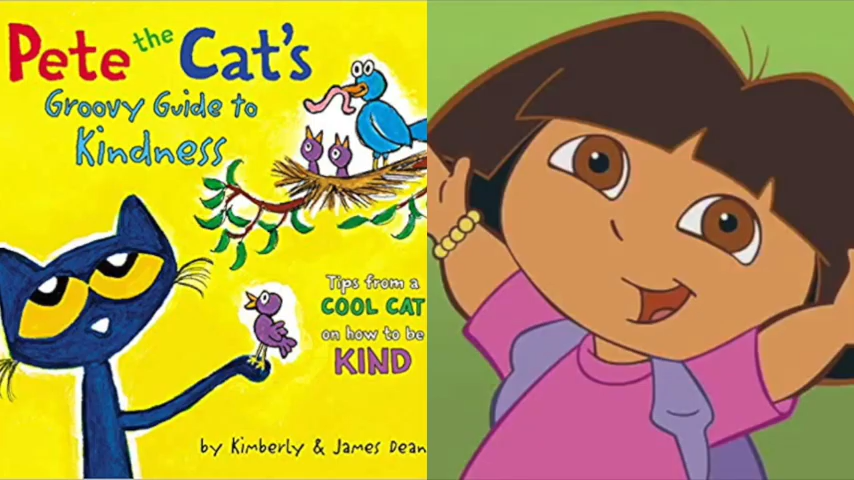 Pete the Cat's
Groovy Guide to
Kindness
Tips from a
COOL CAT
on how to be
KIND
by Kimberly & James Dean